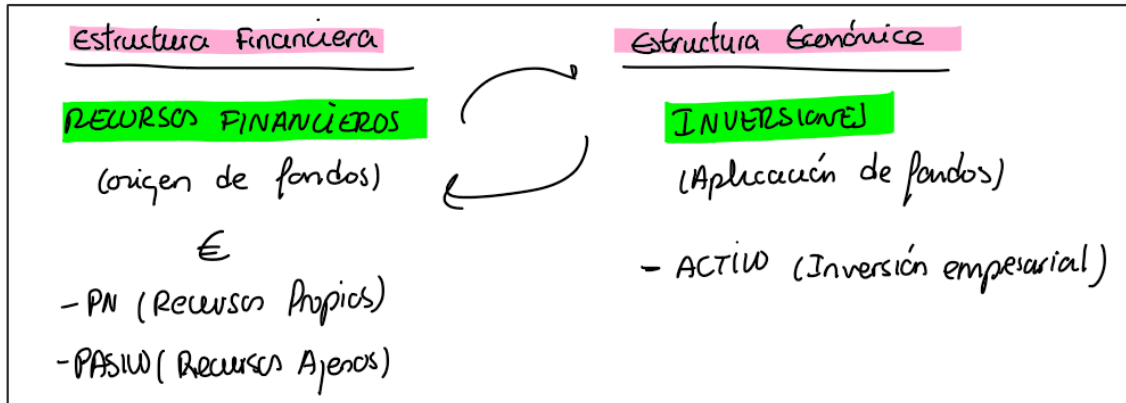 Estructura Financiera
RECURSOS FINANCIEROS
(origen de fondos)
€
- PN (Recursos Propios)
- PASIVO (Recursos Ajenos)
Estructura Económica
INVERSIONES
(Aplicación de fondos)
- ACTIVO (Inversión empresarial)